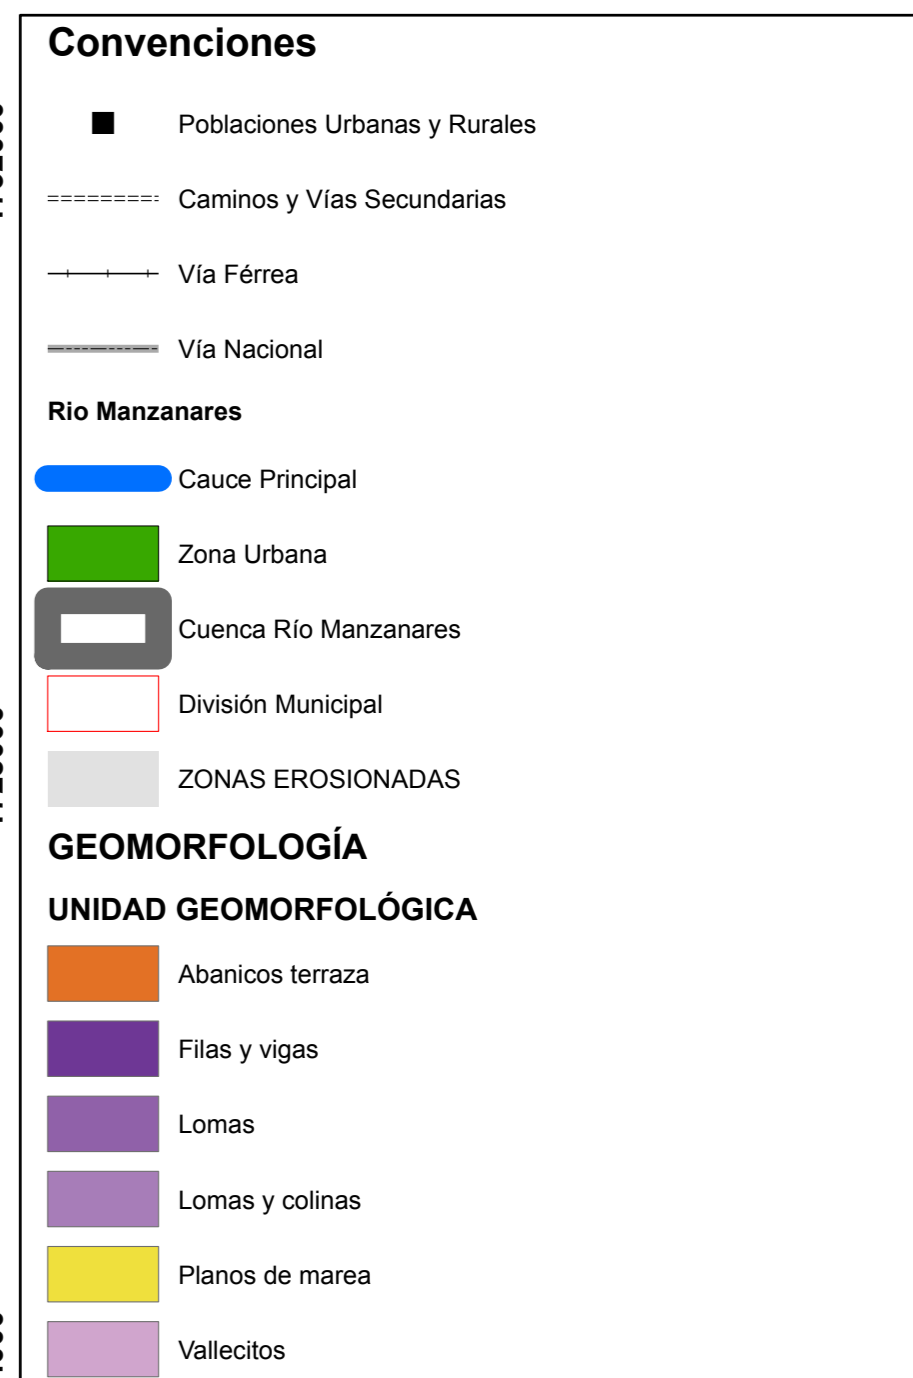 Convenciones
Poblaciones Urbanas y Rurales
Caminos y Vías Secundarias
Vía Férrea
Vía Nacional
Rio Manzanares
Cauce Principal
Zona Urbana
Cuenca Río Manzanares
División Municipal
ZONAS EROSIONADAS
GEOMORFOLOGÍA
UNIDAD GEOMORFOLÓGICA
Abanicos terraza
Filas y vigas
Lomas
Lomas y colinas
Planos de marea
Vallecitos